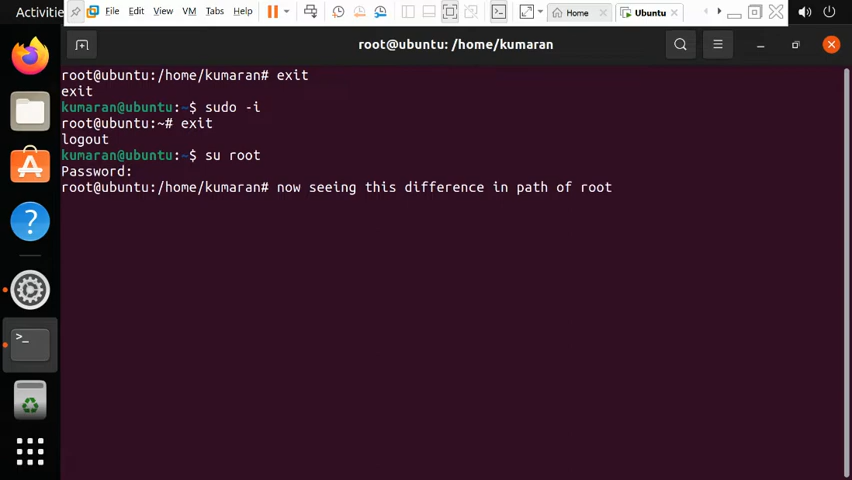 Activities File Edit View VM Tabs Help Home Ubuntu
root@ubuntu: /home/kumaran
root@ubuntu:/home/kumaran# exit
exit
kumaran@ubuntu:~$ sudo -i
root@ubuntu:~# exit
logout
kumaran@ubuntu:~$ su root
Password:
root@ubuntu:/home/kumaran# now seeing this difference in path of root